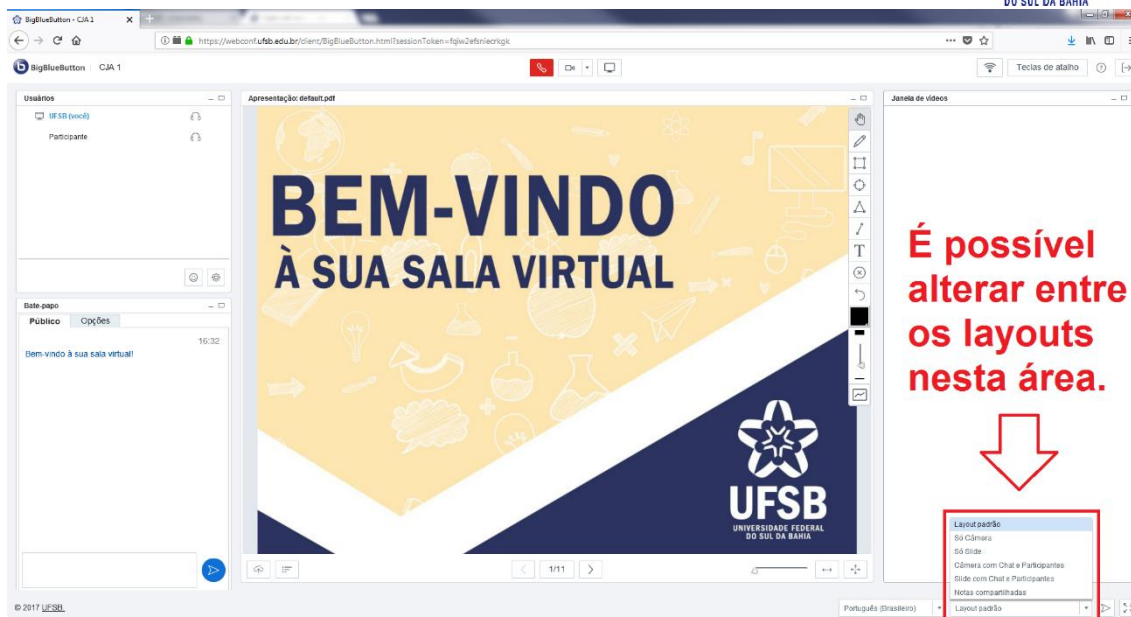 DO SUL DA BAHIA
BigBlueButton - CJA 1
https://webconf.ufsb.edu.br/client/BigBlueButton.html?sessionToken=fqiw2efsniecrkgk
BigBlueButton CJA 1
Teclas de atalho
Usuários
Apresentação: default.pdf
Janela de vídeos
UFSB (você)
Participante
BEM-VINDO
À SUA SALA VIRTUAL
É possível
alterar entre
os layouts
nesta área.
Bate-papo
Público Opções
16:32
Bem-vindo à sua sala virtual!
UFSB
UNIVERSIDADE FEDERAL
DO SUL DA BAHIA
Layout padrão
Só Câmera
Só Slide
Câmera com Chat e Participantes
Slide com Chat e Participantes
Notas compartilhadas
1/11
© 2017 UFSB.
Português (Brasileiro)
Layout padrão